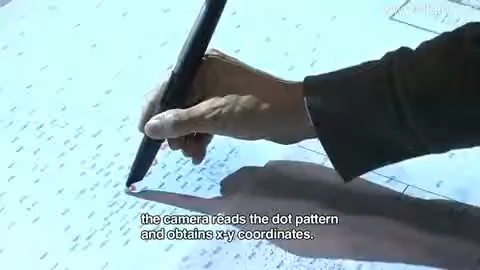 the camera reads the dot pattern
and obtains x-y coordinates.